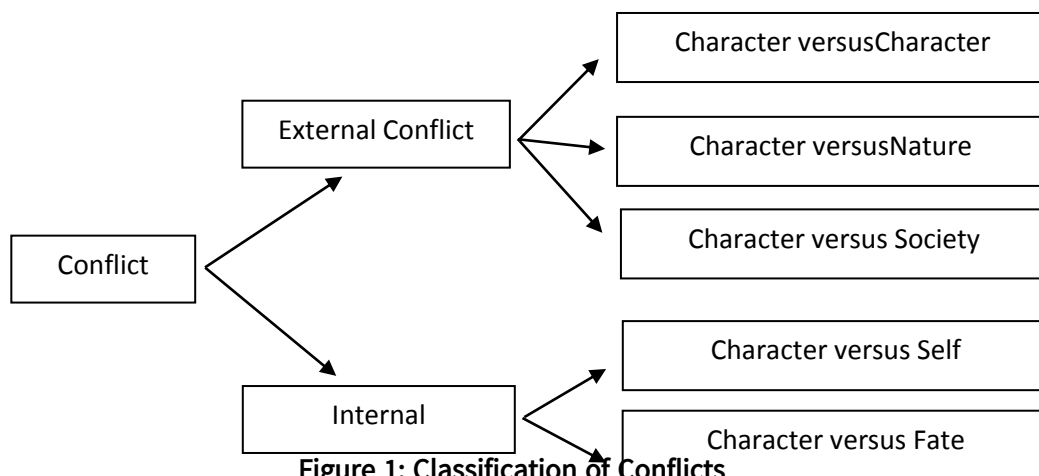 Character versusCharacter
External Conflict
Character versusNature
Character versus Society
Conflict
Character versus Self
Internal
Character versus Fate
Figure 1: Classification of Conflicts